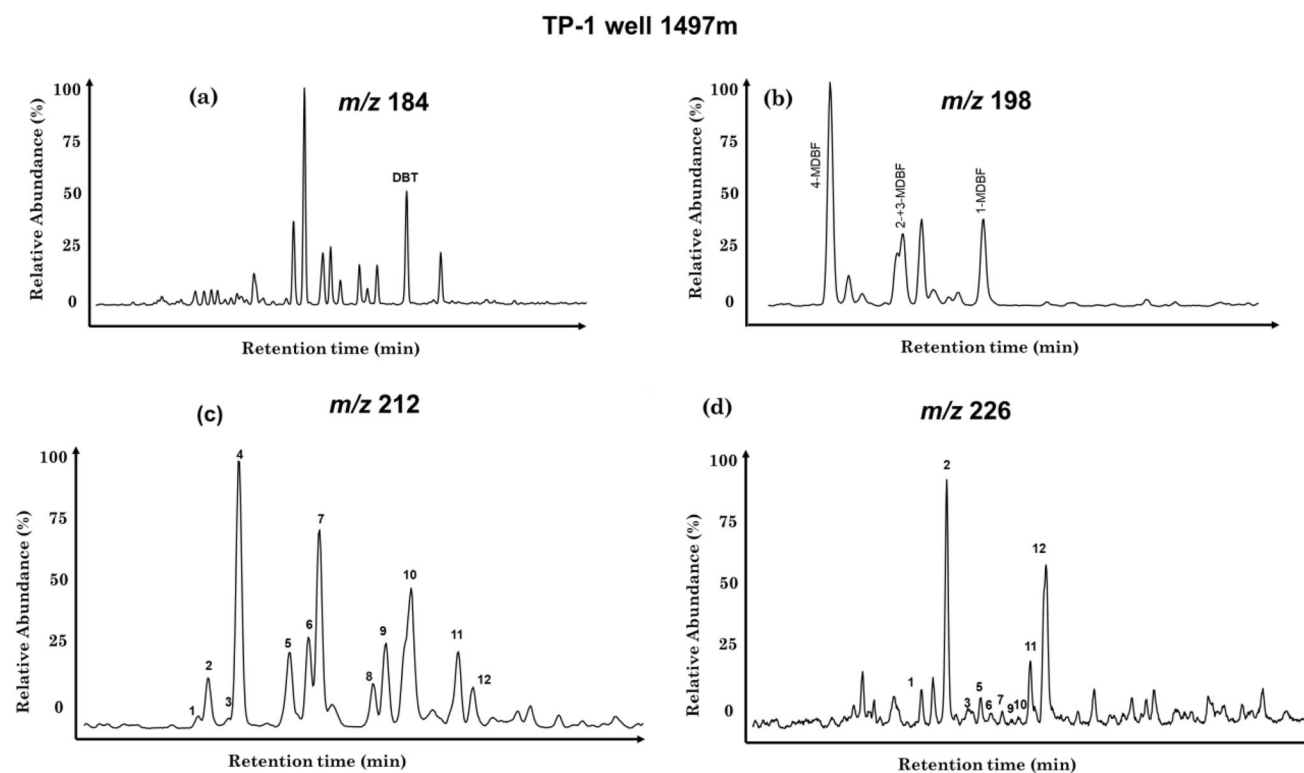 TP-1 well 1497m
(a)
m/z 184
Relative Abundance (%)
100
75
50
25
0
DBT
Retention time (min)
(b)
m/z 198
Relative Abundance (%)
100
75
50
25
0
4-MDBF
2-+3-MDBF
1-MDBF
Retention time (min)
(c)
m/z 212
Relative Abundance (%)
100
75
50
25
0
1
2
3
4
5
6
7
8
9
10
11
12
Retention time (min)
(d)
m/z 226
Relative Abundance (%)
100
75
50
25
0
1
2
3
5
6
7
9
10
11
12
Retention time (min)